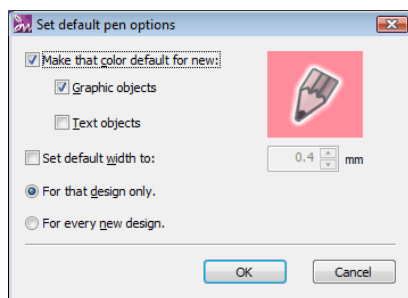 Set default pen options
Make that color default for new:
Graphic objects
Text objects
Set default width to:
0.4 mm
For that design only.
For every new design.
OK Cancel